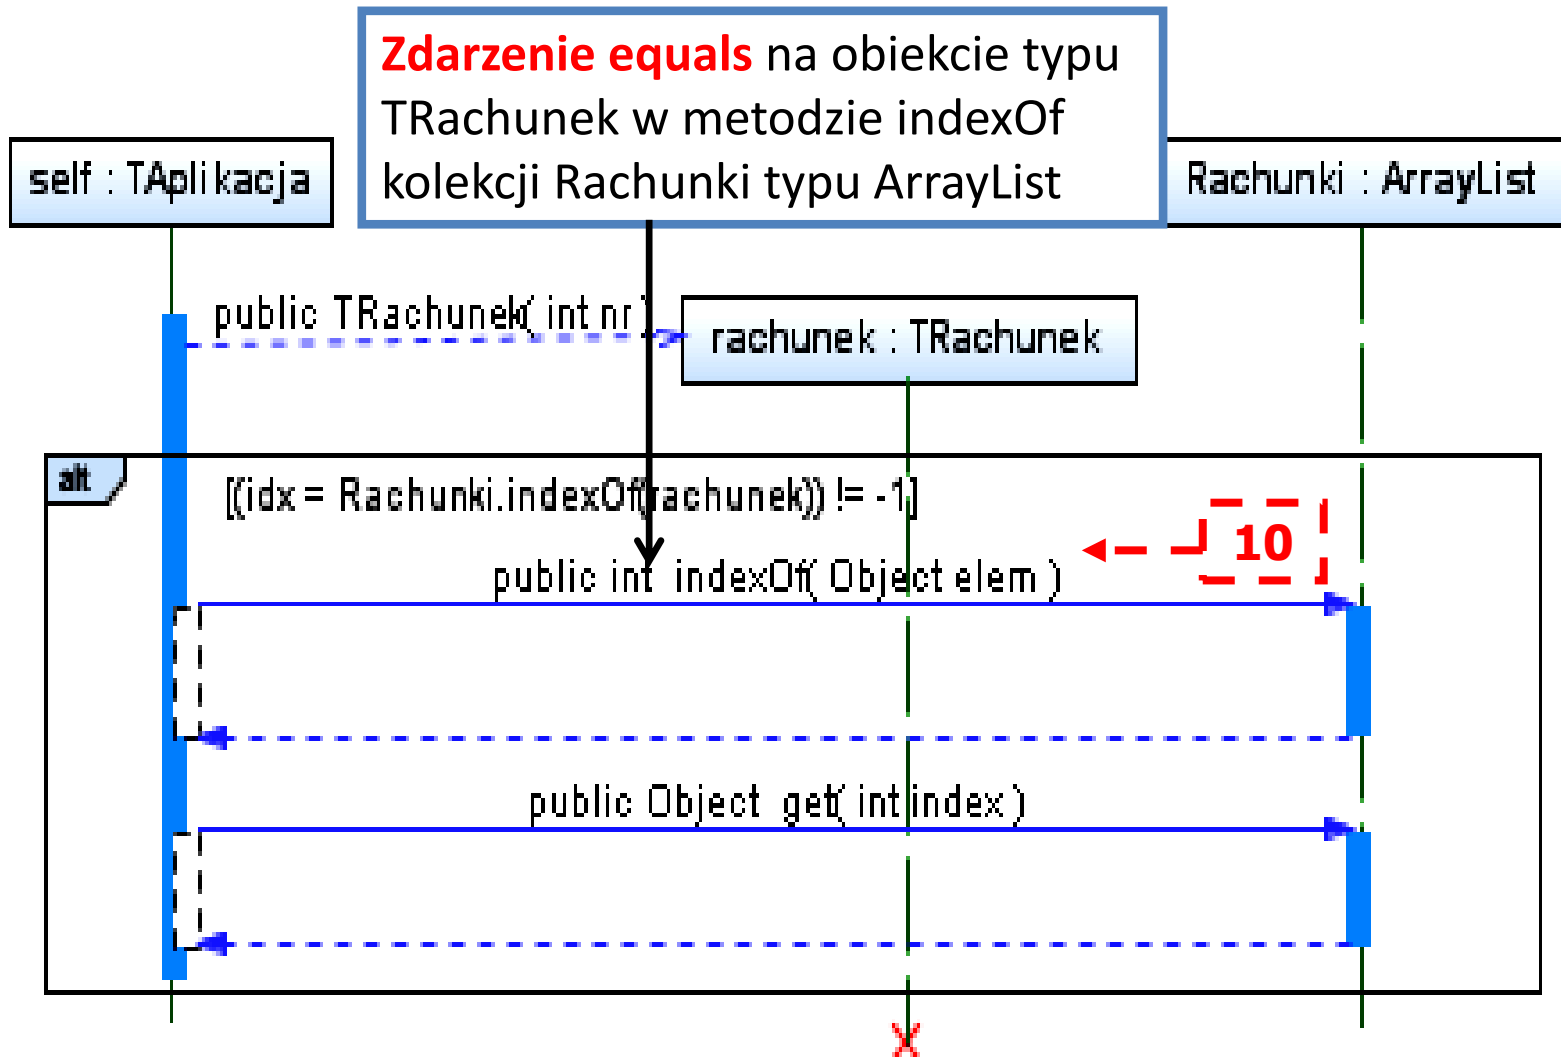 Zdarzenie equals na obiekcie typu
TRachunek w metodzie indexOf
kolekcji Rachunki typu ArrayList
self : TAplikacja
Rachunki : ArrayList
public TRachunek( int nr )
rachunek : TRachunek
alt
[(idx = Rachunki.indexOf(rachunek)) != -1]
10
public int indexOf( Object elem )
public Object get( int index )